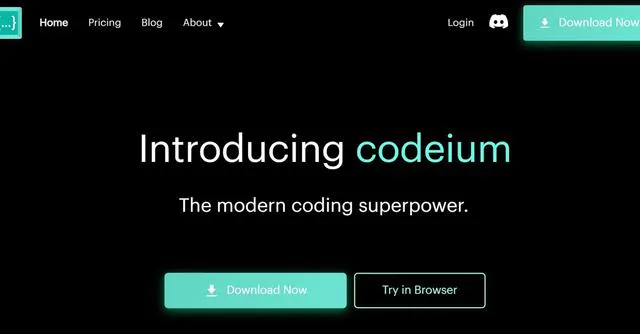 {...}
Home Pricing Blog About Login Download Now
Introducing codeium
The modern coding superpower.
Download Now Try in Browser